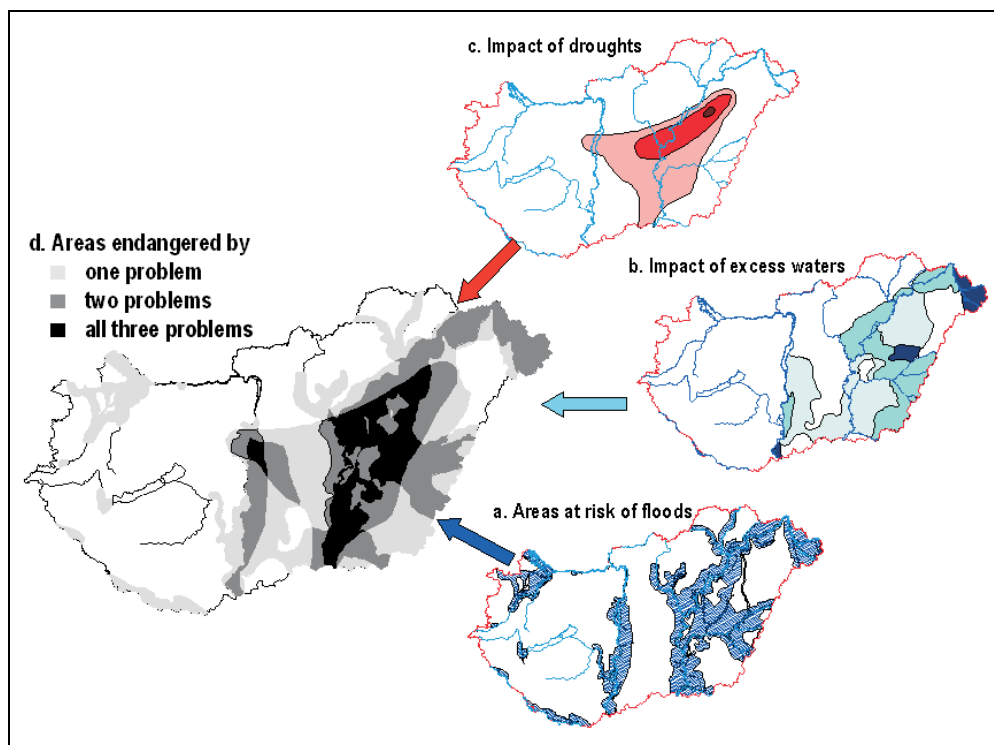 c. Impact of droughts
d. Areas endangered by
one problem
two problems
all three problems
b. Impact of excess waters
a. Areas at risk of floods